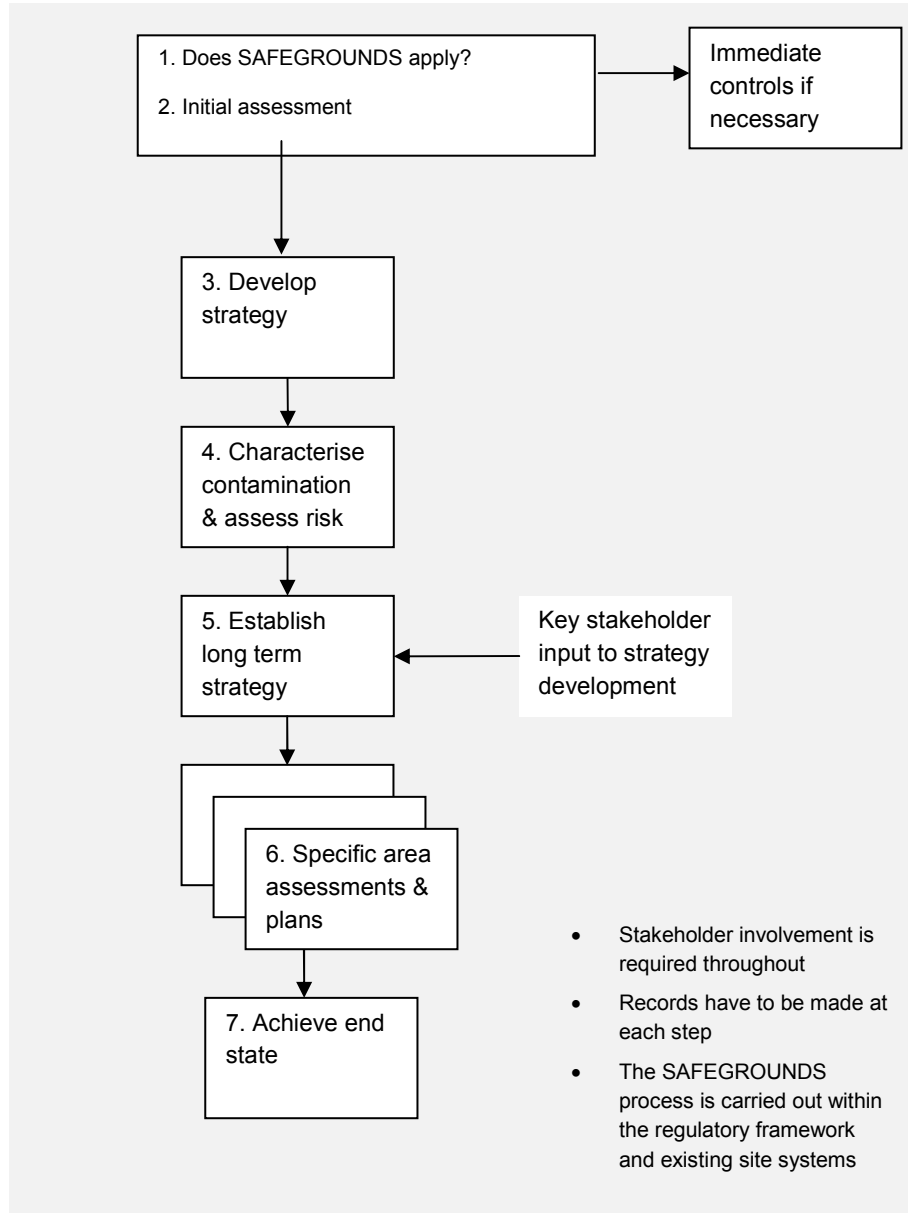 1. Does SAFEGROUNDS apply?
2. Initial assessment
Immediate
controls if
necessary
3. Develop
strategy
4. Characterise
contamination
& assess risk
5. Establish
long term
strategy
Key stakeholder
input to strategy
development
6. Specific area
assessments &
plans
7. Achieve end
state
• Stakeholder involvement is
required throughout
• Records have to be made at
each step
• The SAFEGROUNDS
process is carried out within
the regulatory framework
and existing site systems